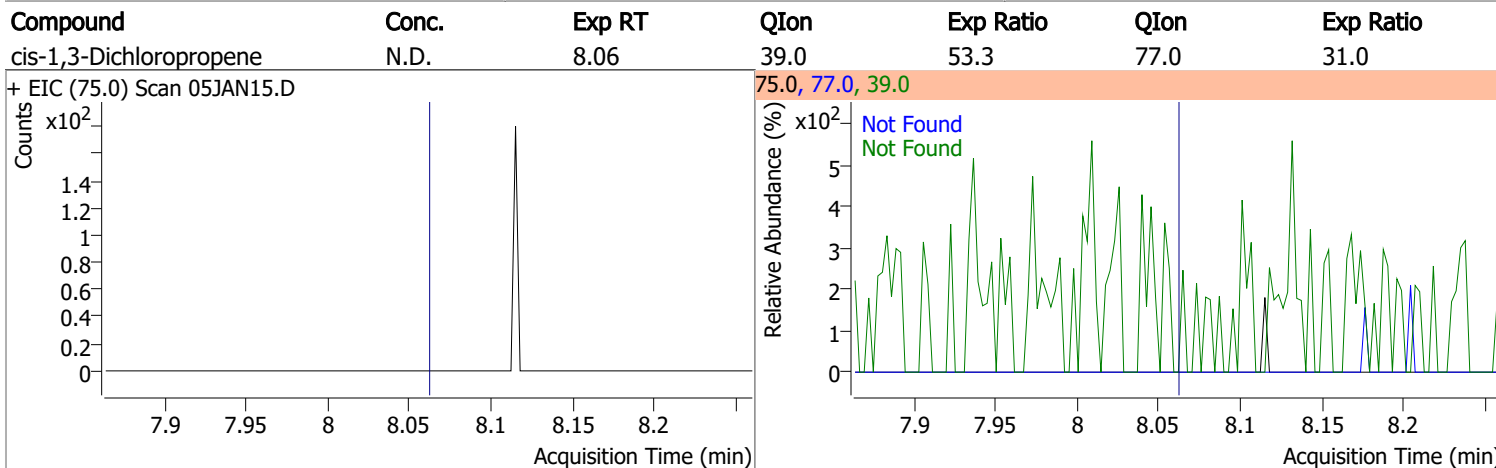 Compound Conc. Exp RT QIon Exp Ratio QIon Exp Ratio
cis-1,3-Dichloropropene N.D. 8.06 39.0 53.3 77.0 31.0
+ EIC (75.0) Scan 05JAN15.D
Counts
x10²
1.4
1.2
1
0.8
0.6
0.4
0.2
0
7.9 7.95 8 8.05 8.1 8.15 8.2
Acquisition Time (min)
75.0, 77.0, 39.0
Relative Abundance (%)
x10²
Not Found
Not Found
5
4
3
2
1
0
7.9 7.95 8 8.05 8.1 8.15 8.2
Acquisition Time (min)